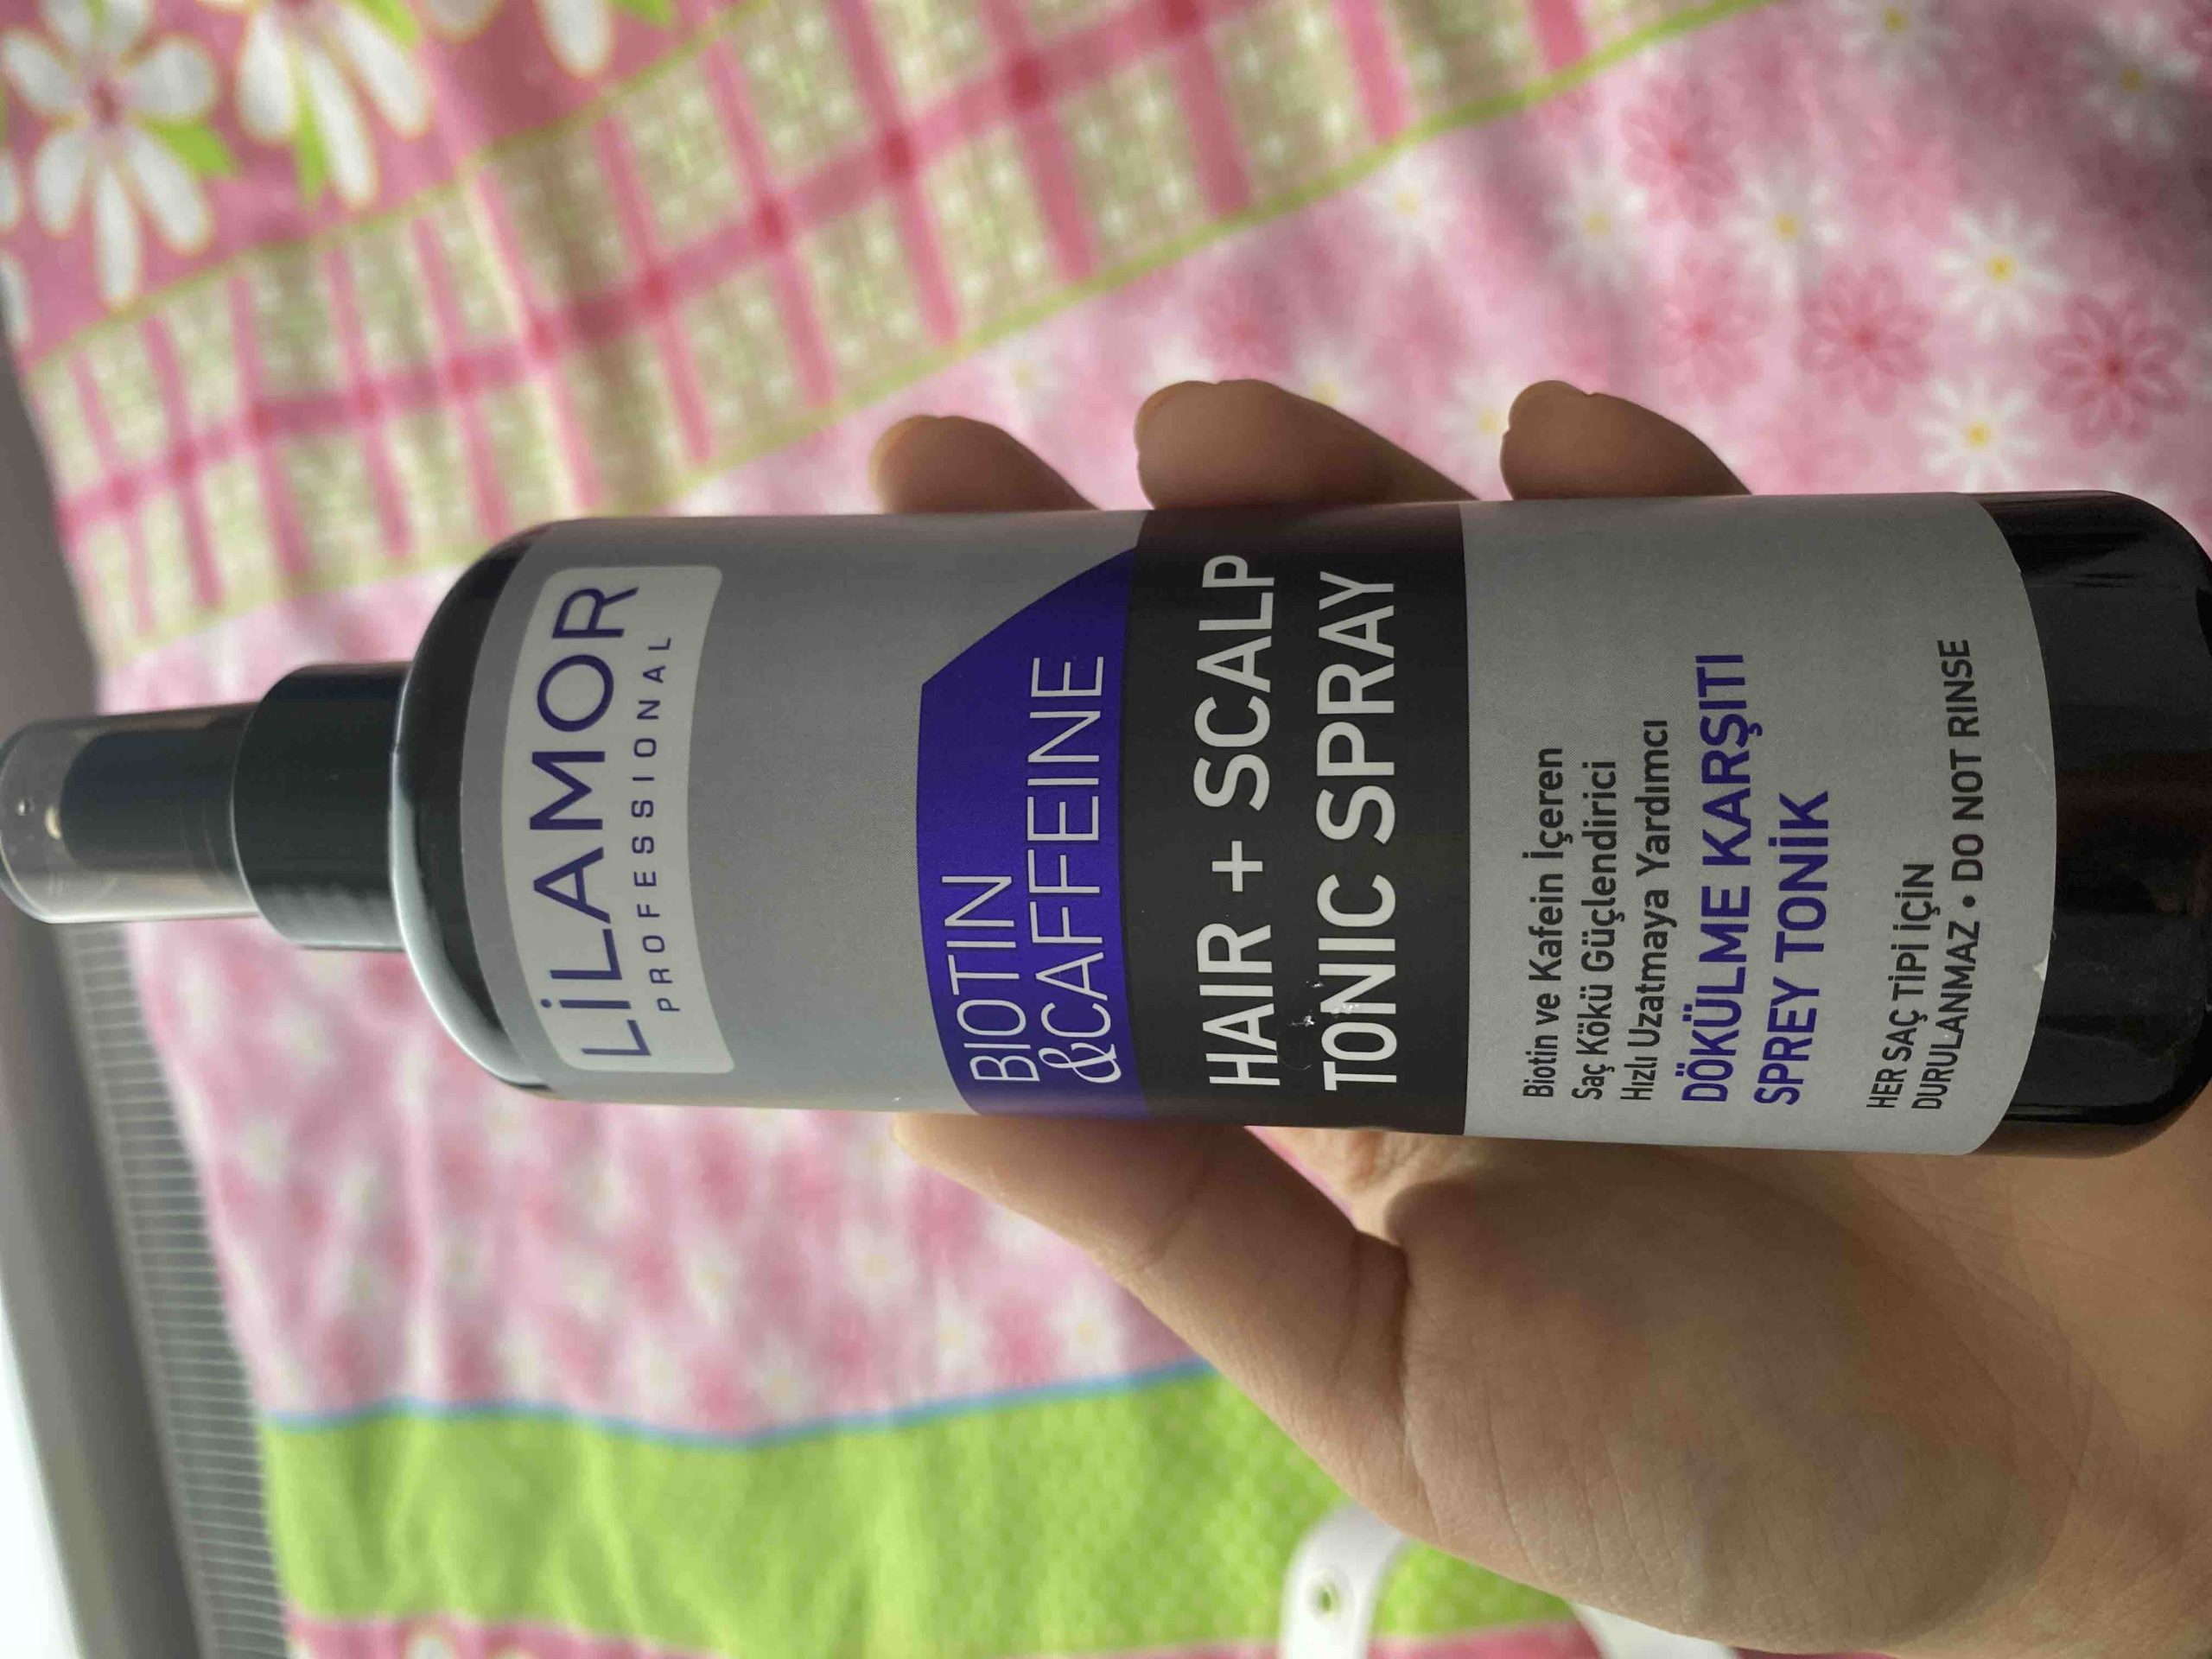 LİLAMOR
PROFESSIONAL
BIOTIN
&CAFFEINE
HAIR + SCALP
TONIC SPRAY
Biotin ve Kafein İçeren
Saç Kökü Güçlendirici
Hızlı Uzatmaya Yardımcı
DÖKÜLME KARŞITI
SPREY TONİK
HER SAÇ TİPİ İÇİN
DURULANMAZ • DO NOT RINSE